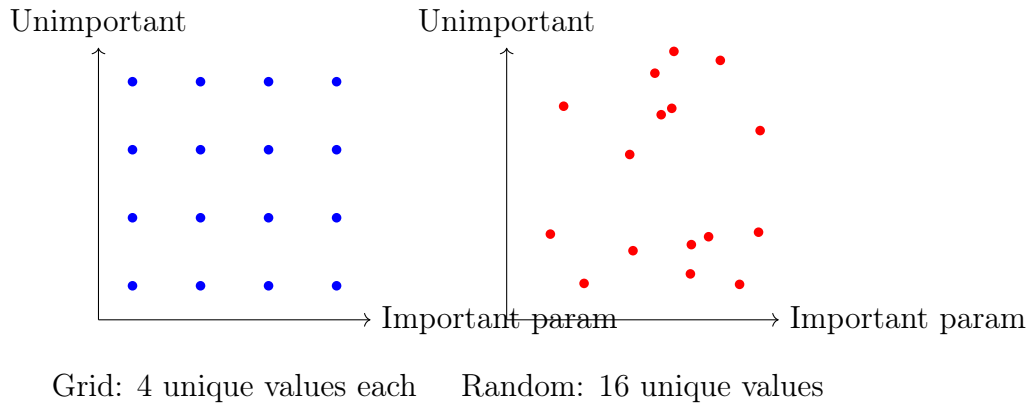 Unimportant
Unimportant
Important param
Important param
Grid: 4 unique values each
Random: 16 unique values